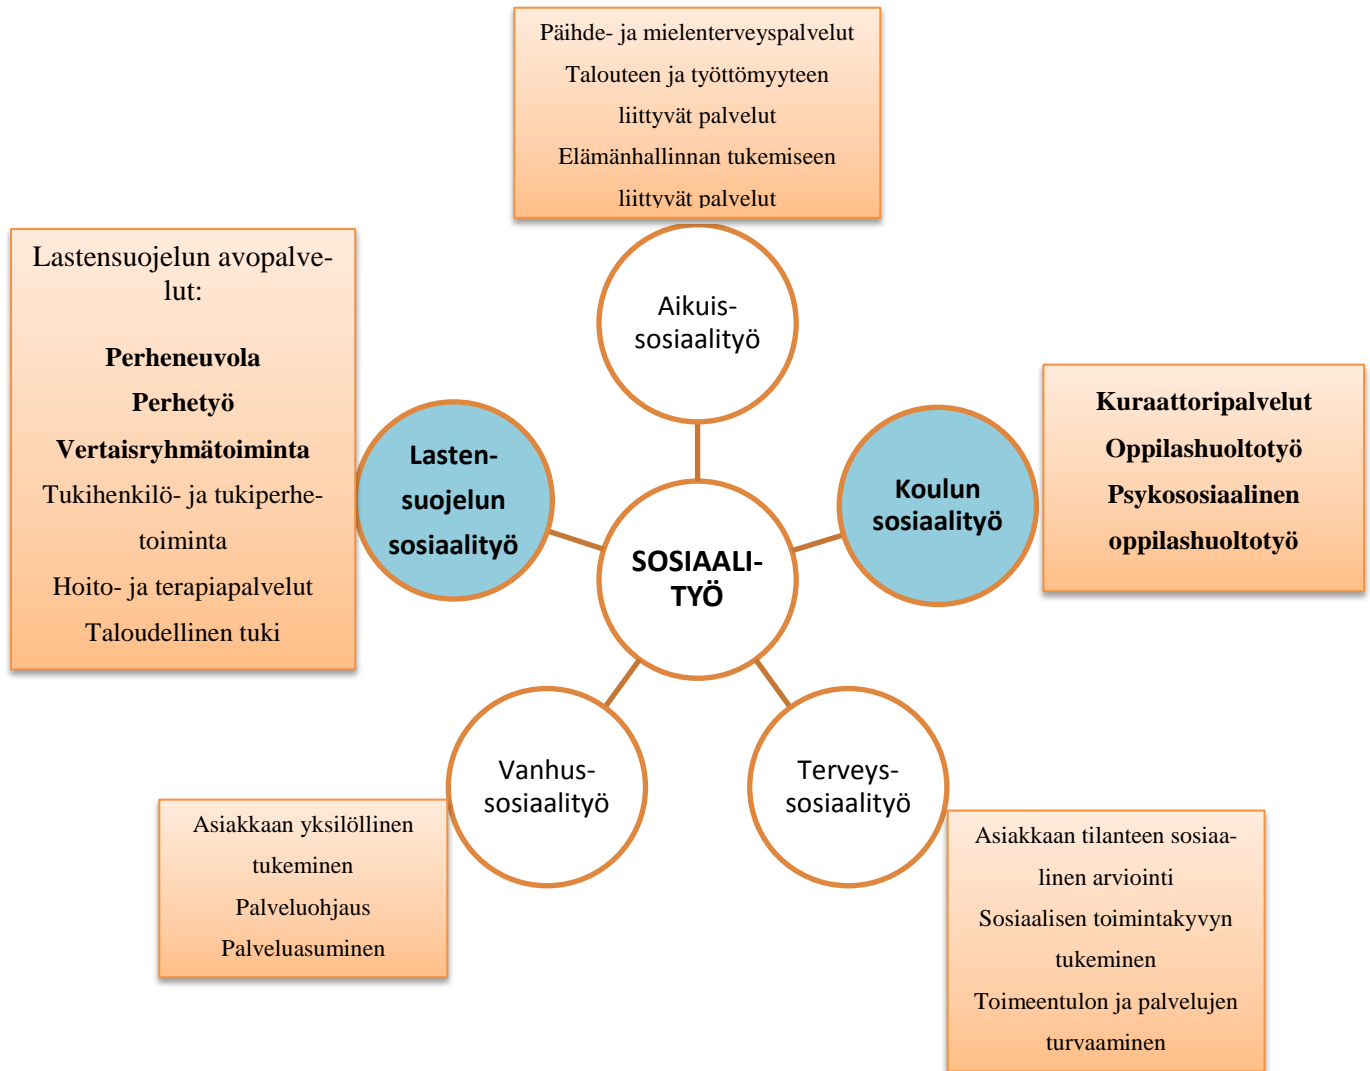 Päihde- ja mielenterveyspalvelut
Talouteen ja työttömyyteen
liittyvät palvelut
Elämänhallinnan tukemiseen
liittyvät palvelut
Lastensuojelun avopalve-
lut:
Perheneuvola
Perhetyö
Vertaisryhmätoiminta
Tukihenkilö- ja tukiperhe-
toiminta
Hoito- ja terapiapalvelut
Taloudellinen tuki
Aikuis-
sosiaalityö
Lasten-
suojelun
sosiaalityö
SOSIAALI-
TYÖ
Koulun
sosiaalityö
Kuraattoripalvelut
Oppilashuoltotyö
Psykososiaalinen
oppilashuoltotyö
Vanhus-
sosiaalityö
Terveys-
sosiaalityö
Asiakkaan yksilöllinen
tukeminen
Palveluohjaus
Palveluasuminen
Asiakkaan tilanteen sosiaa-
linen arviointi
Sosiaalisen toimintakyvyn
tukeminen
Toimeentulon ja palvelujen
turvaaminen